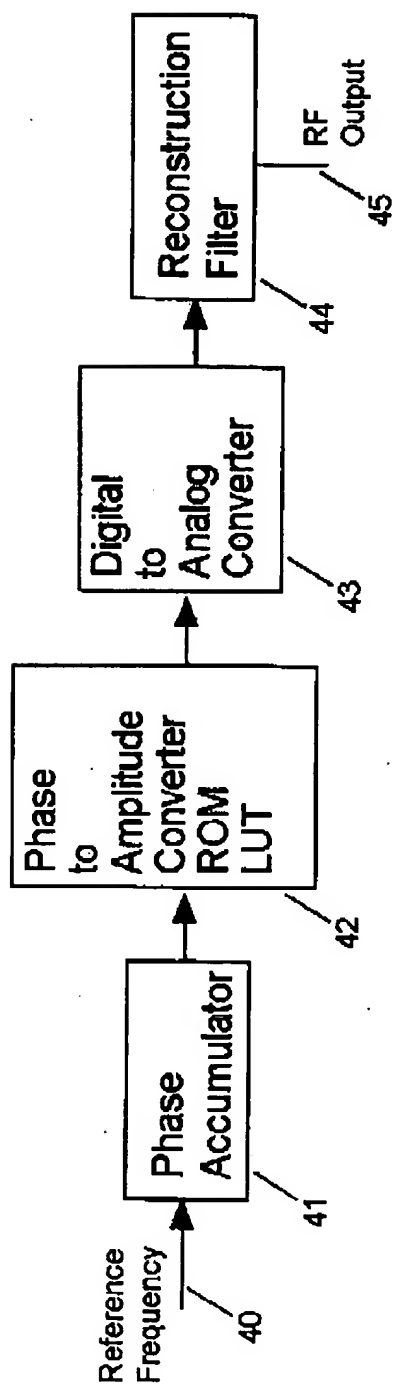 Reference
Frequency
40
Phase
Accumulator
41
Phase
to
Amplitude
Converter
ROM
LUT
42
Digital
to
Analog
Converter
43
Reconstruction
Filter
44
RF
Output
45